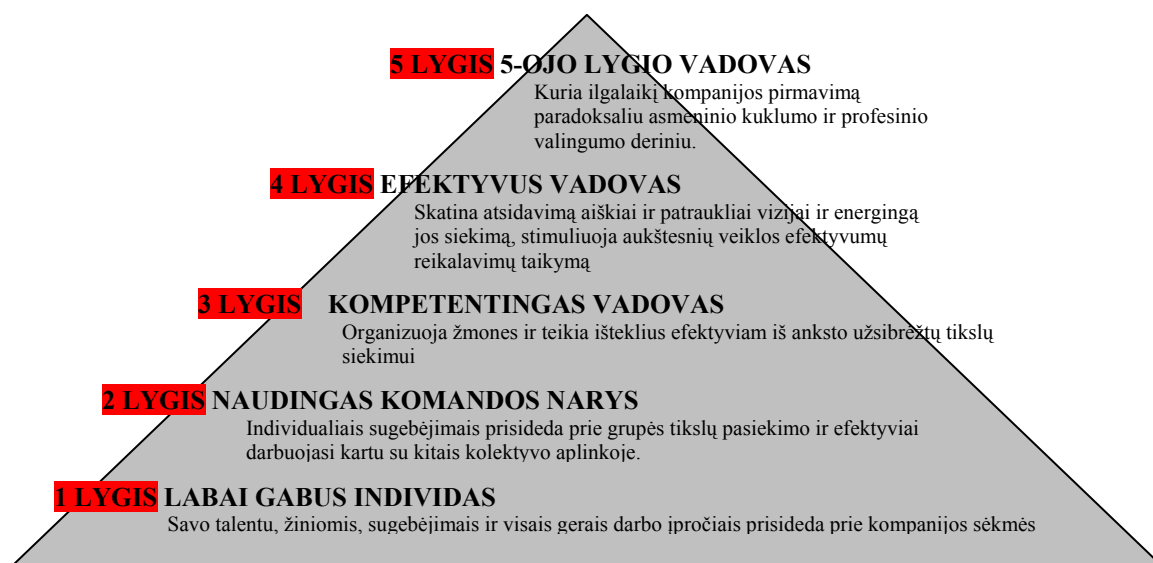 5 LYGIS 5-OJO LYGIO VADOVAS
Kuria ilgalaikį kompanijos pirmavimą
paradoksaliu asmeninio kuklumo ir profesinio
valingumo deriniu.
4 LYGIS EFEKTYVUS VADOVAS
Skatina atsidavimą aiškiai ir patraukliai vizijai ir energingą
jos siekimą, stimuliuoja aukštesnių veiklos efektyvumų
reikalavimų taikymą
3 LYGIS KOMPETENTINGAS VADOVAS
Organizuoja žmones ir teikia išteklius efektyviam iš anksto užsibrėžtų tikslų
siekimui
2 LYGIS NAUDINGAS KOMANDOS NARYS
Individualiais sugebėjimais prisideda prie grupės tikslų pasiekimo ir efektyviai
darbuojasi kartu su kitais kolektyvo aplinkoje.
1 LYGIS LABAI GABUS INDIVIDAS
Savo talentu, žiniomis, sugebėjimais ir visais gerais darbo įpročiais prisideda prie kompanijos sėkmės